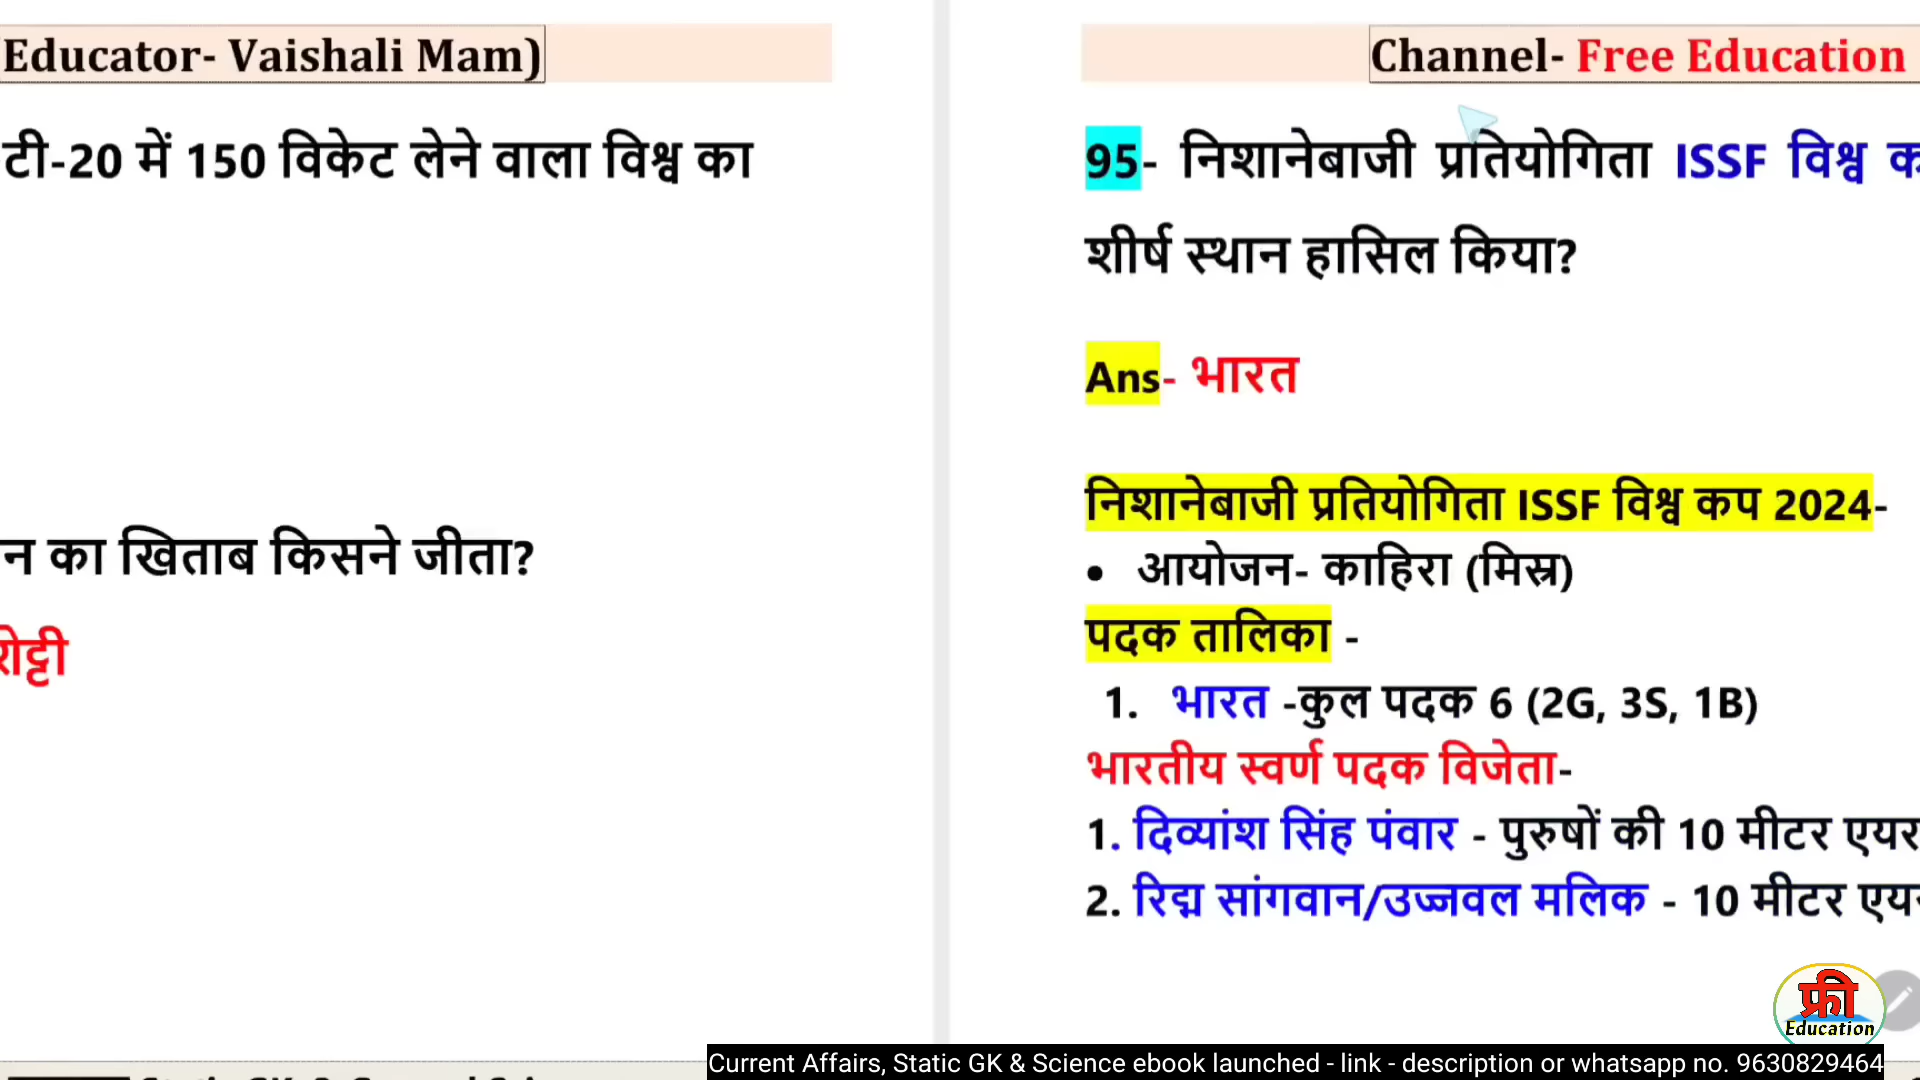 Educator- Vaishali Mam)
टी-20 में 150 विकेट लेने वाला विश्व का
न का खिताब किसने जीता?
रोट्टी
Channel- Free Education
95- निशानेबाजी प्रतियोगिता ISSF विश्व
शीर्ष स्थान हासिल किया?
Ans- भारत
निशानेबाजी प्रतियोगिता ISSF विश्व कप 2024-
• आयोजन- काहिरा (मिस्र)
पदक तालिका -
1. भारत -कुल पदक 6 (2G, 3S, 1B)
भारतीय स्वर्ण पदक विजेता-
1. दिव्यांश सिंह पंवार - पुरुषों की 10 मीटर एयर
2. रिद्म सांगवान/उज्जवल मलिक - 10 मीटर एयर
फ्री
Education
Current Affairs, Static GK & Science ebook launched - link - description or whatsapp no. 9630829464